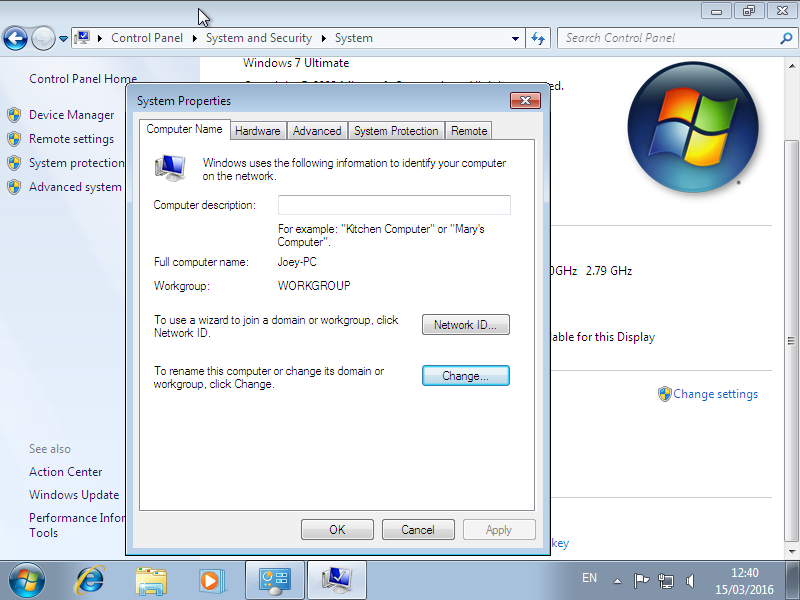 Control Panel
System and Security
System
Search Control Panel
Control Panel Home
Device Manager
Remote settings
System protection
Advanced system
See also
Action Center
Windows Update
Performance Infor
Tools
Windows 7 Ultimate
ed.
System Properties
Computer Name
Hardware
Advanced
System Protection
Remote
Windows uses the following information to identify your computer
on the network.
Computer description:
For example: "Kitchen Computer" or "Mary's
Computer".
Full computer name: Joey-PC
Workgroup: WORKGROUP
To use a wizard to join a domain or workgroup, click
Network ID.
Network ID...
To rename this computer or change its domain or
workgroup, click Change.
Change...
OK
Cancel
Apply
0GHz 2.79 GHz
able for this Display
Change settings
key
EN
12:40
15/03/2016